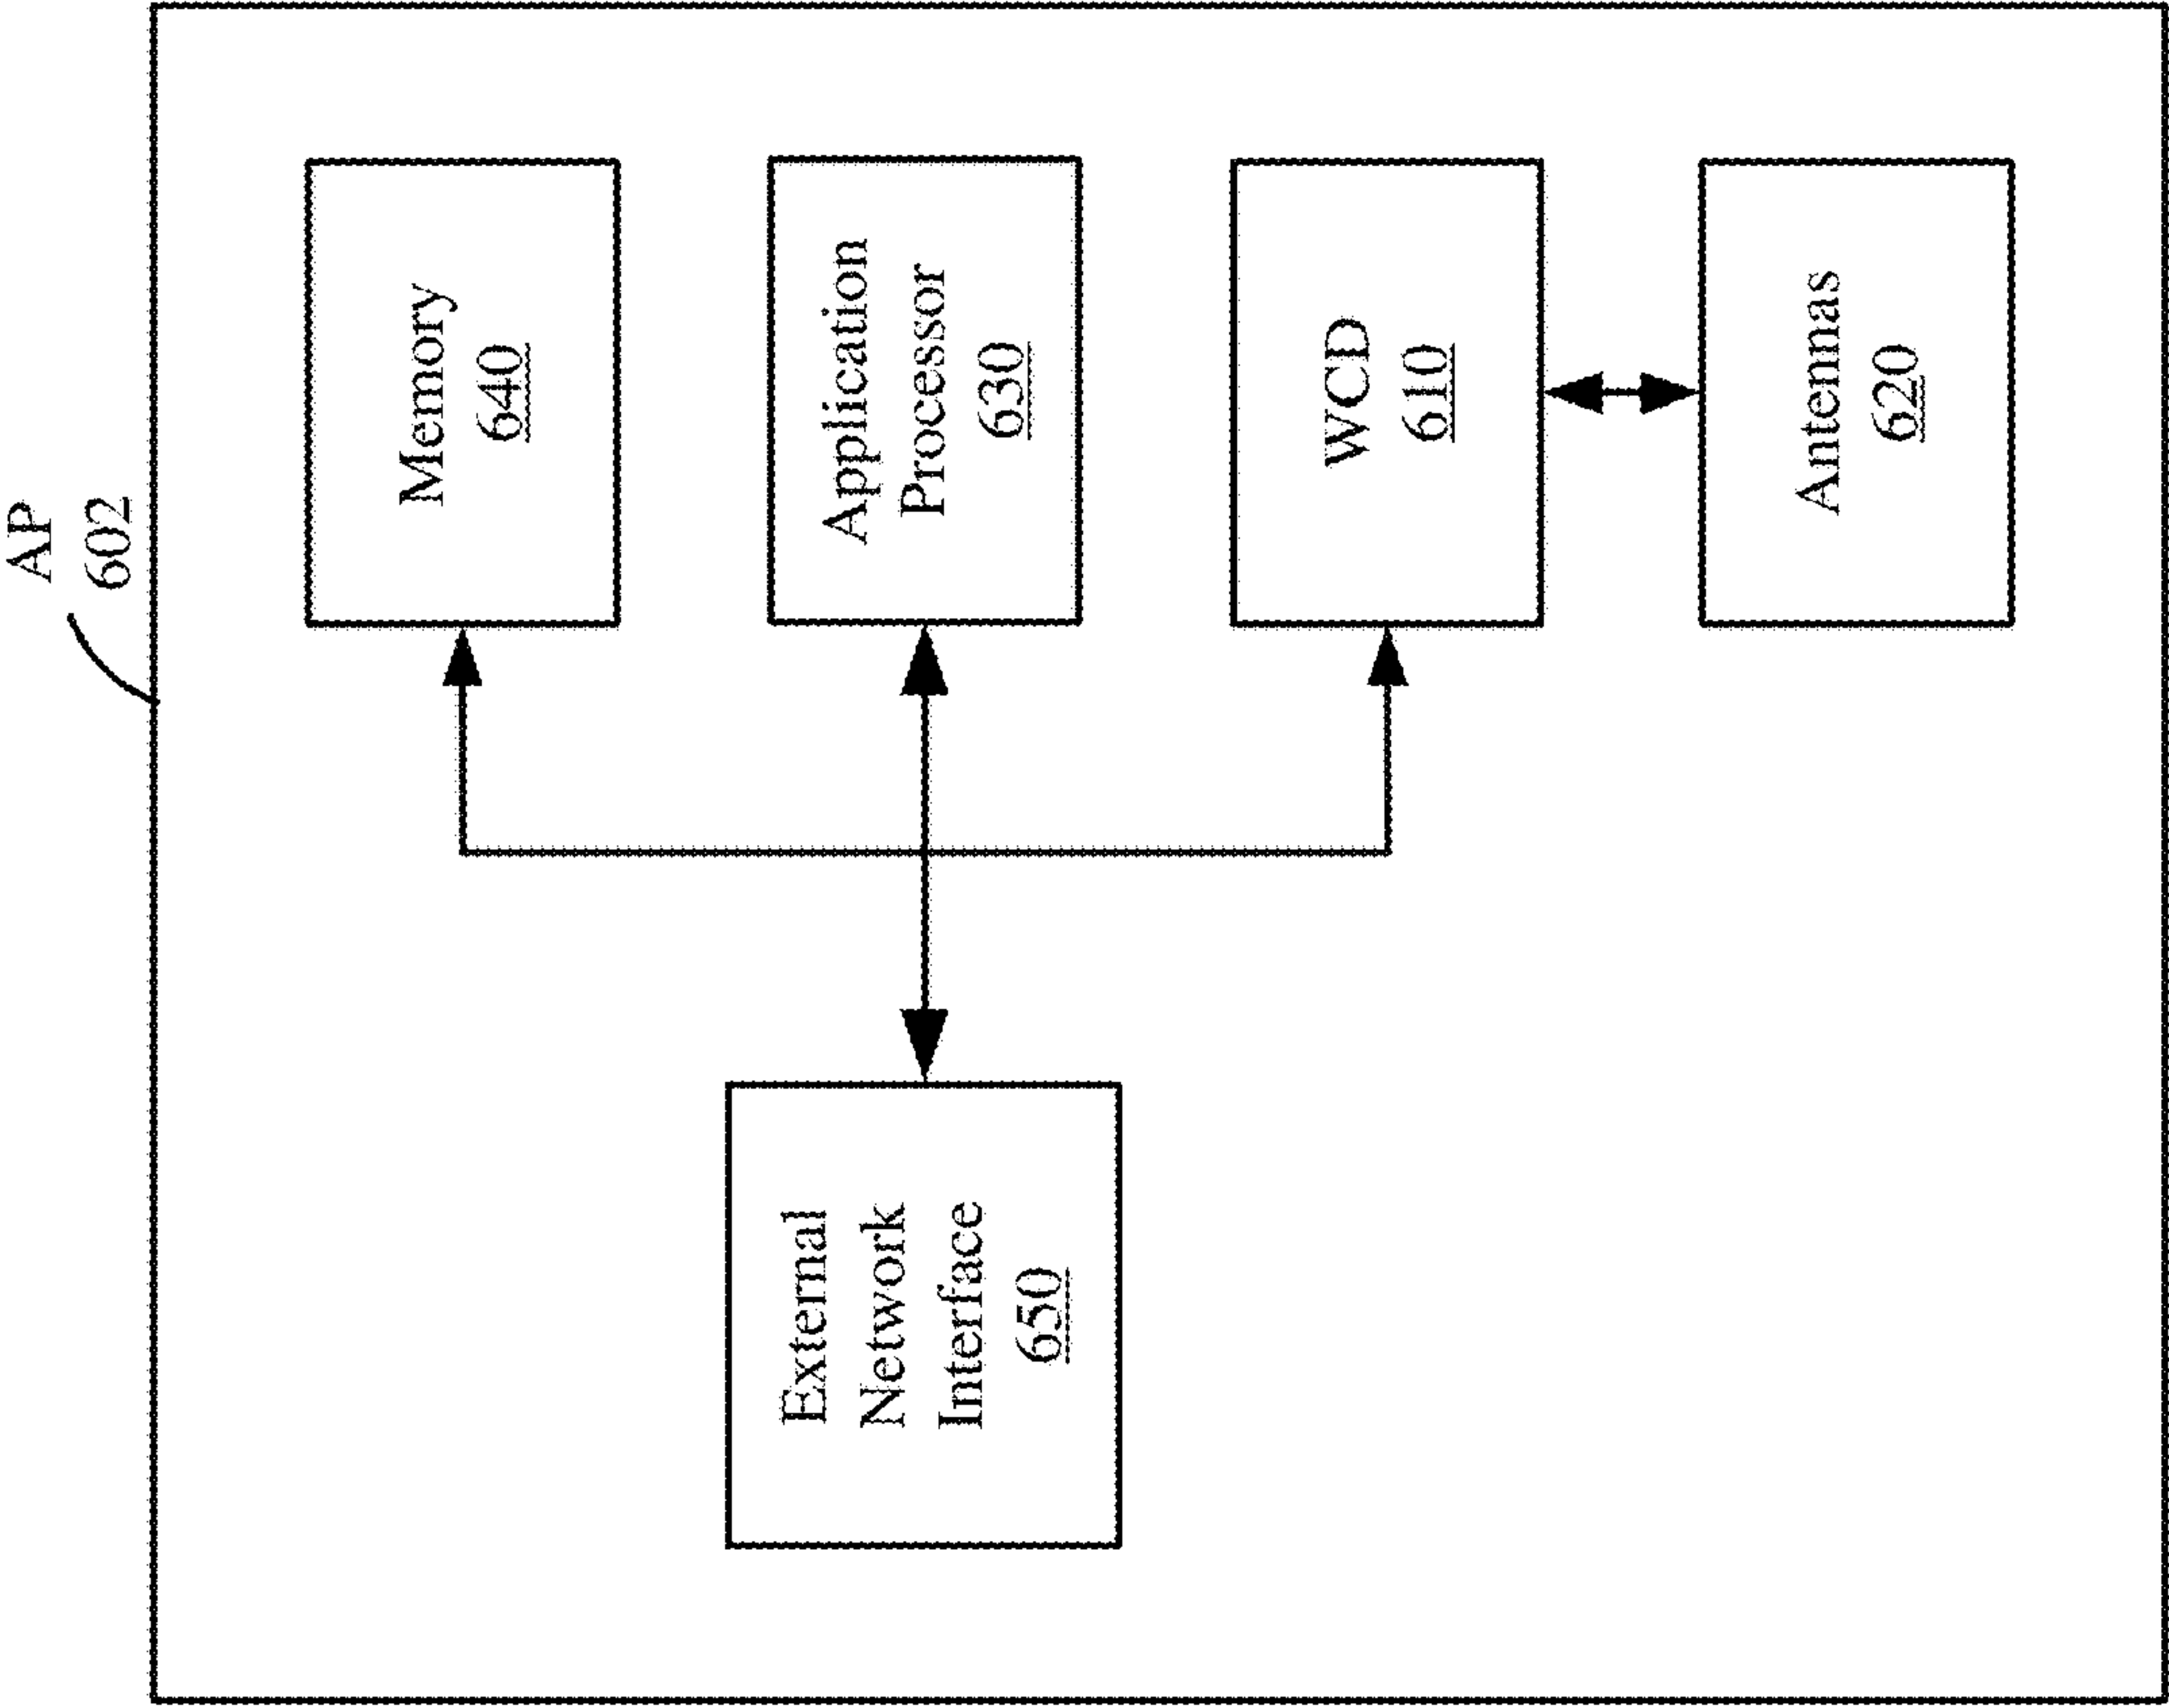 AP
602
Memory
640
Application
Processor
630
WCD
610
Antennas
620
External
Network
Interface
650